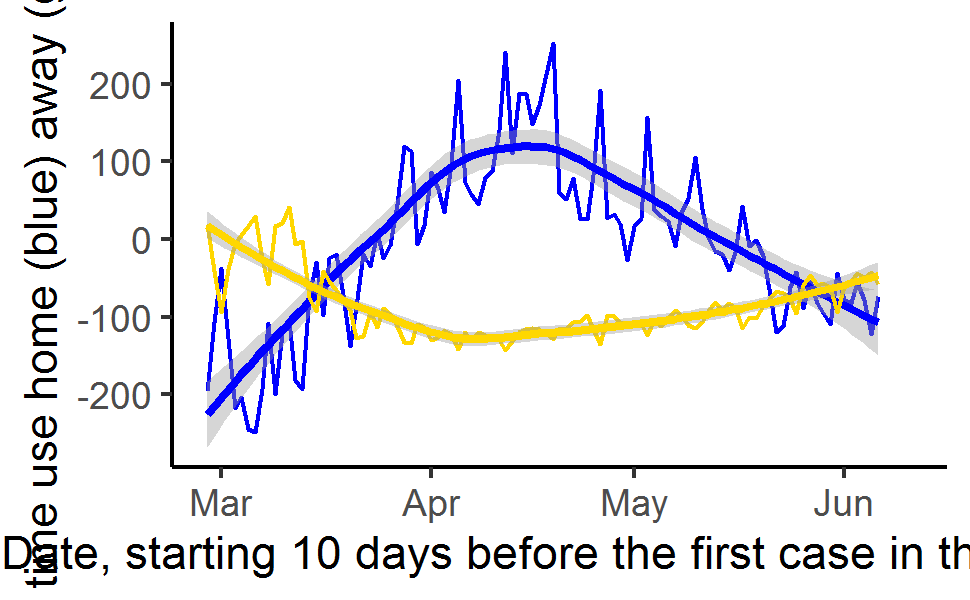 time use home (blue) away (
200
100
0
-100
-200
Mar Apr May Jun
Date, starting 10 days before the first case in th